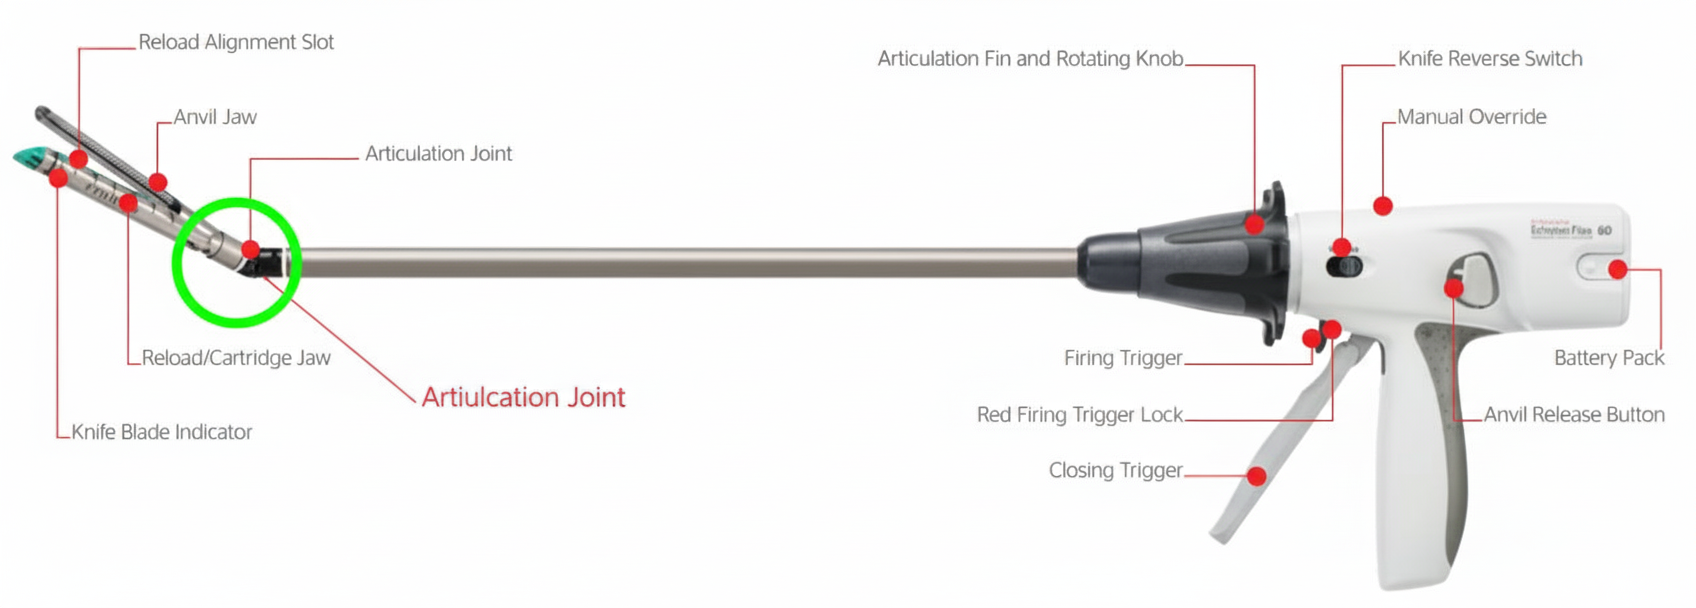 Reload Alignment Slot
Anvil Jaw
Articulation Joint
Reload/Cartridge Jaw
Artiulcation Joint
Knife Blade Indicator
Articulation Fin and Rotating Knob
Knife Reverse Switch
Manual Override
60
Firing Trigger
Battery Pack
Red Firing Trigger Lock
Anvil Release Button
Closing Trigger